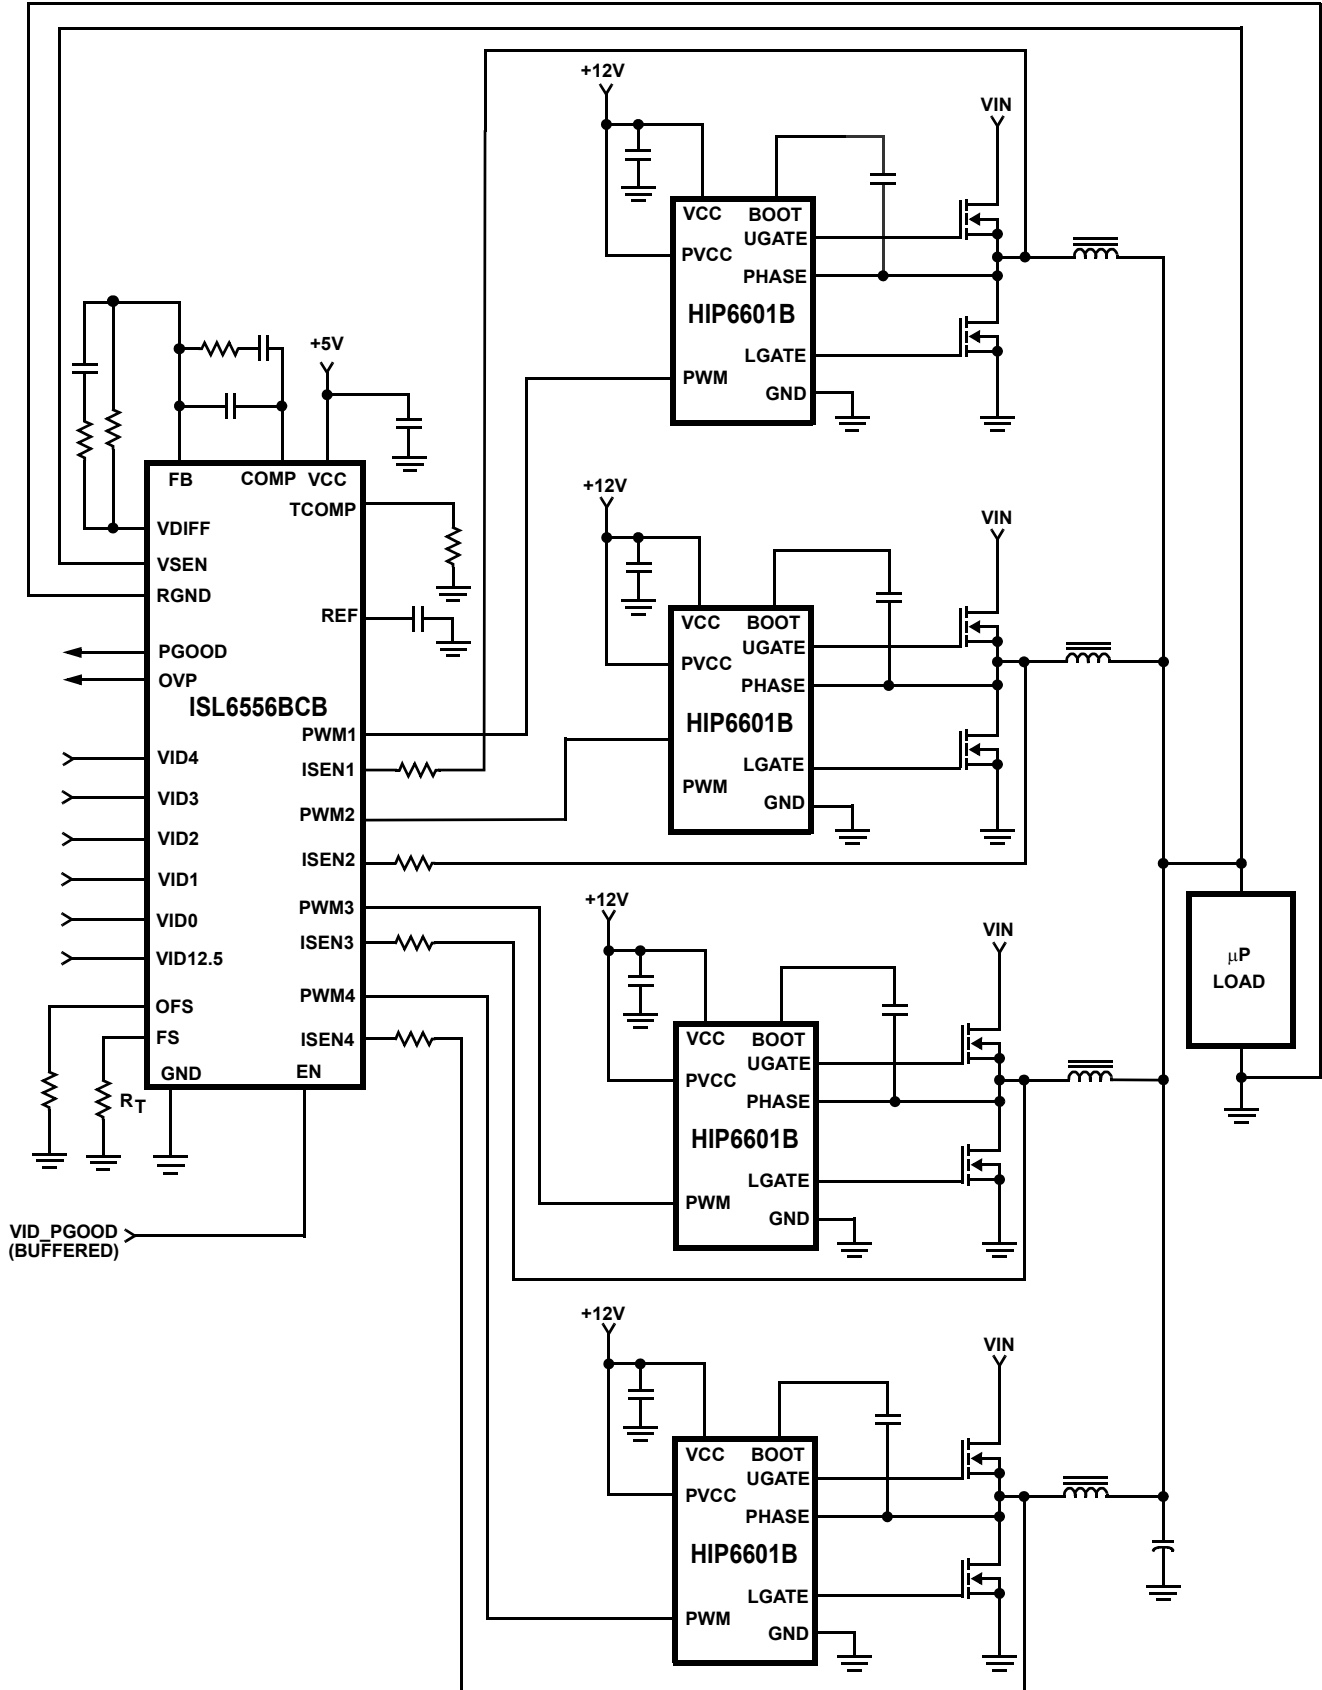 +12V
VIN
VCC BOOT
UGATE
PVCC
PHASE
HIP6601B
LGATE
PWM
GND
+5V
FB COMP VCC
TCOMP
VDIFF
VSEN
RGND
REF
PGOOD
OVP
ISL6556BCB
PWM1
VID4
ISEN1
VID3
PWM2
VID2
ISEN2
VID1
PWM3
VID0
ISEN3
VID12.5
PWM4
OFS
FS
ISEN4
GND EN
RT
VID_PGOOD
(BUFFERED)
+12V
VIN
VCC BOOT
UGATE
PVCC
PHASE
HIP6601B
LGATE
PWM
GND
+12V
VIN
VCC BOOT
UGATE
PVCC
PHASE
HIP6601B
LGATE
PWM
GND
µP
LOAD
+12V
VIN
VCC BOOT
UGATE
PVCC
PHASE
HIP6601B
LGATE
PWM
GND